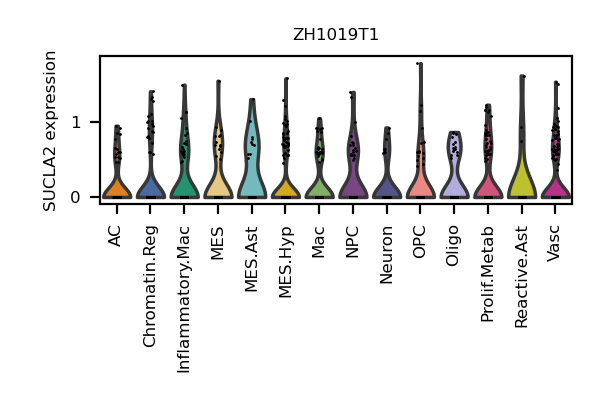 ZH1019T1
SUCLA2 expression
1
0
AC
Chromatin.Reg
Inflammatory.Mac
MES
MES.Ast
MES.Hyp
Mac
NPC
Neuron
OPC
Oligo
Prolif.Metab
Reactive.Ast
Vasc